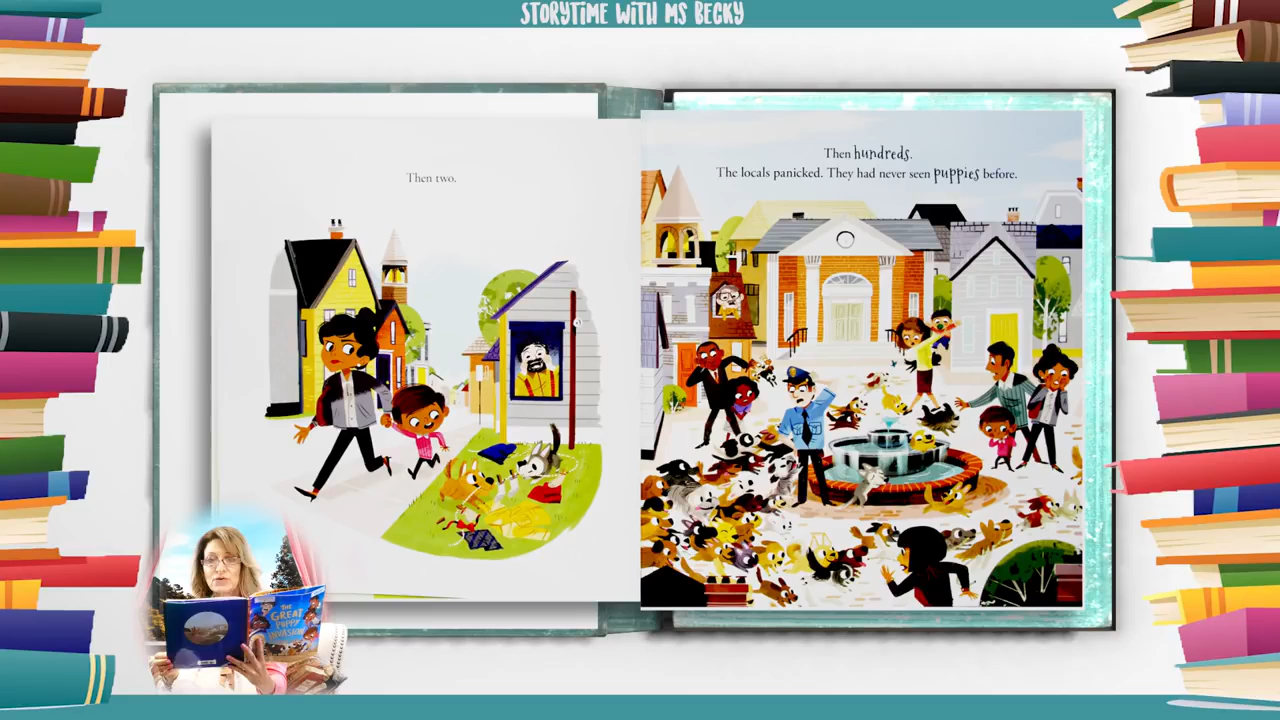 STORYTIME WITH MS BECKY
Then two.
Then hundreds.
The locals panicked. They had never seen puppies before.
THE
GREAT
PUPPY
INVASION